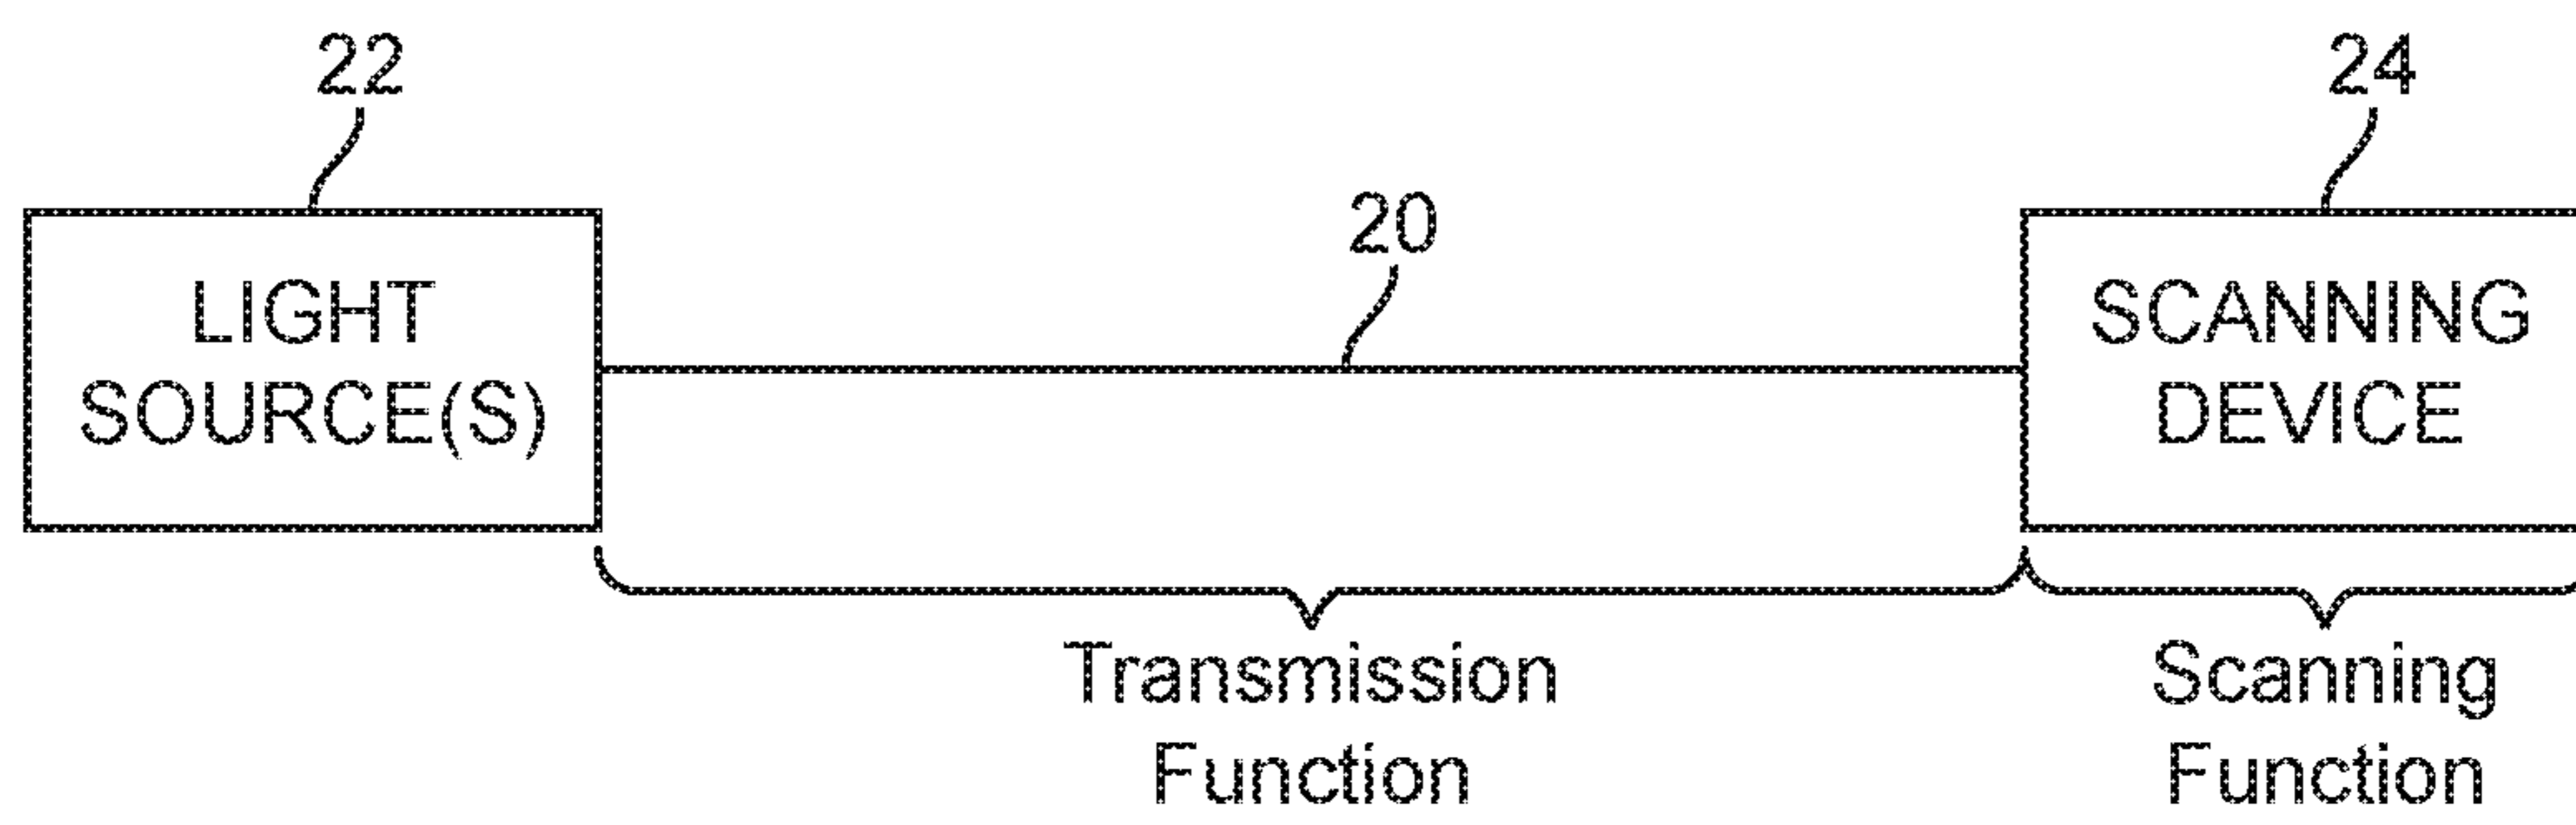 22
24
20
LIGHT
SOURCE(S)
SCANNING
DEVICE
Transmission
Function
Scanning
Function